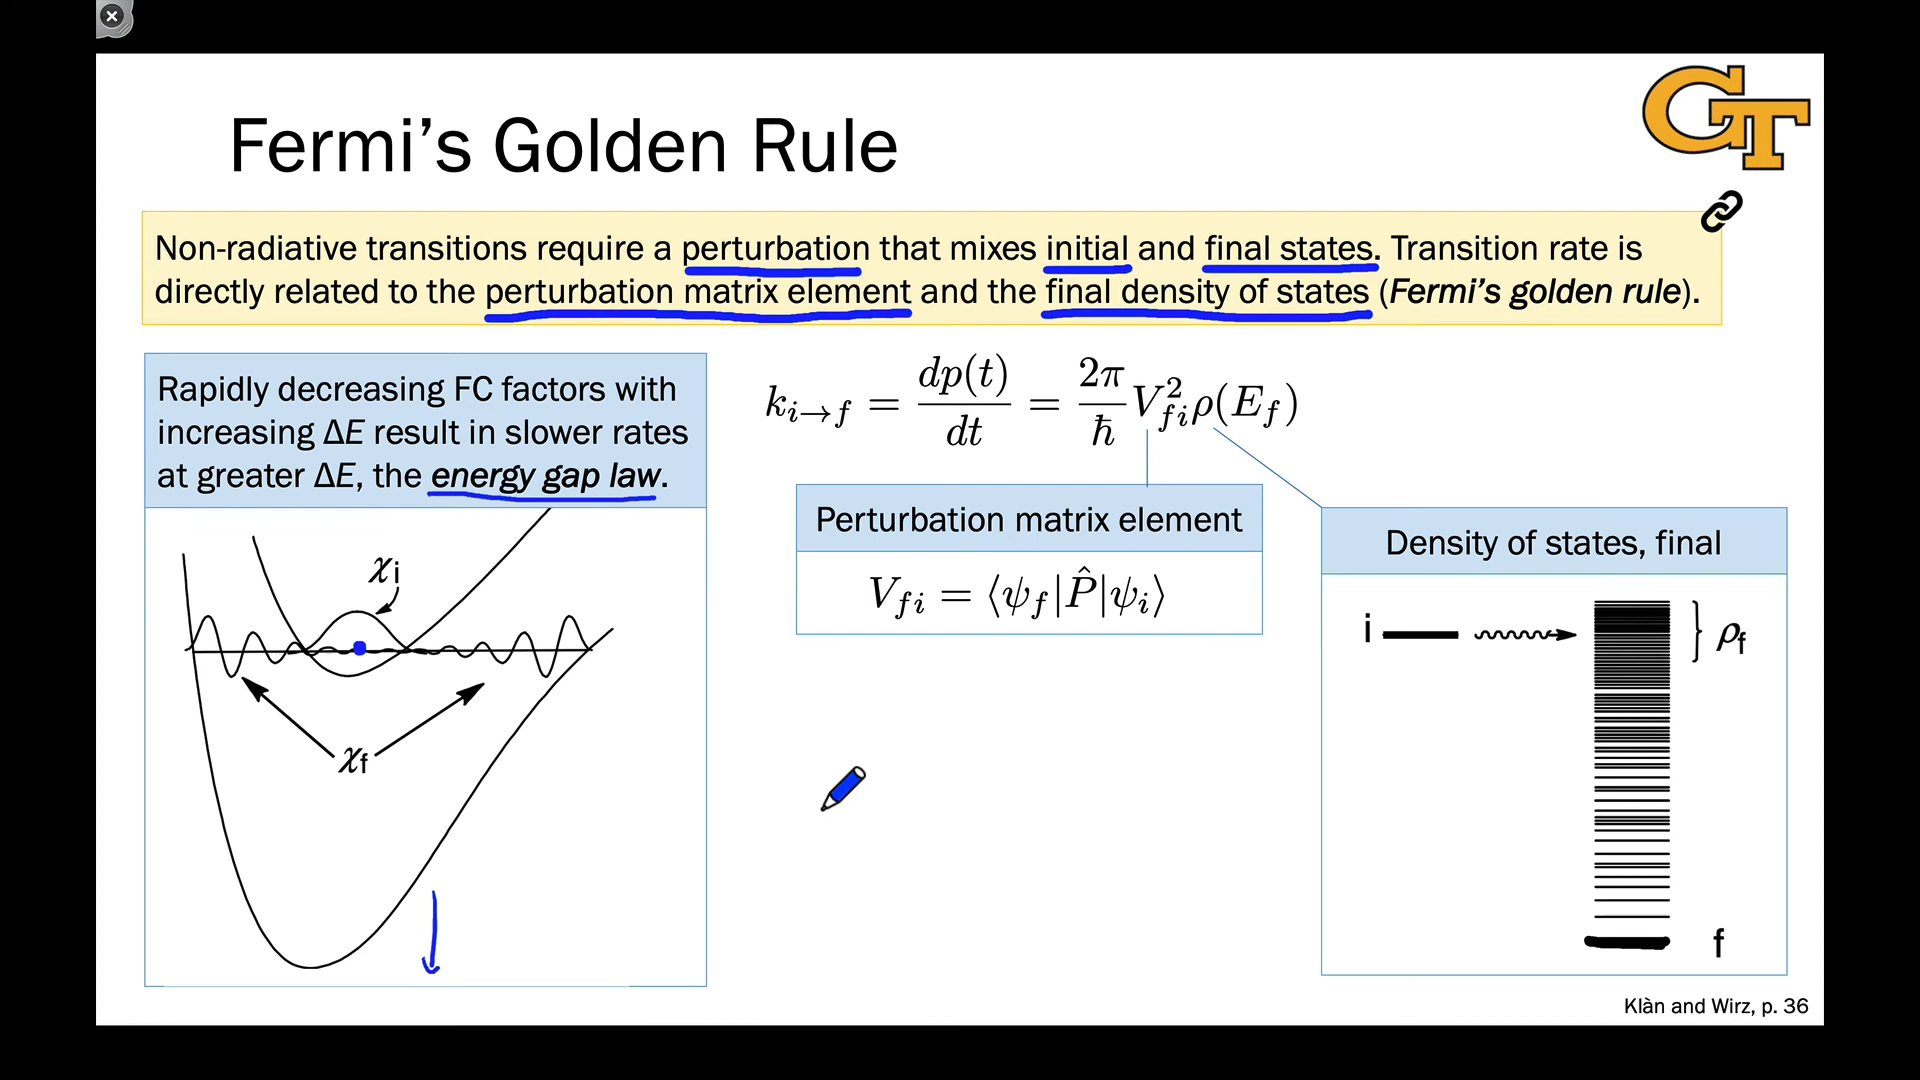 GT
Fermi’s Golden Rule
Non-radiative transitions require a perturbation that mixes initial and final states. Transition rate is
directly related to the perturbation matrix element and the final density of states (Fermi’s golden rule).
Rapidly decreasing FC factors with
increasing ΔE result in slower rates
at greater ΔE, the energy gap law.
χi
χf
k_{i→f} = dp(t)/dt = 2π/ħ V²_{fi} ρ(E_f)
Perturbation matrix element
V_{fi} = ⟨ψ_f|P̂|ψ_i⟩
Density of states, final
i
ρf
f
Klàn and Wirz, p. 36